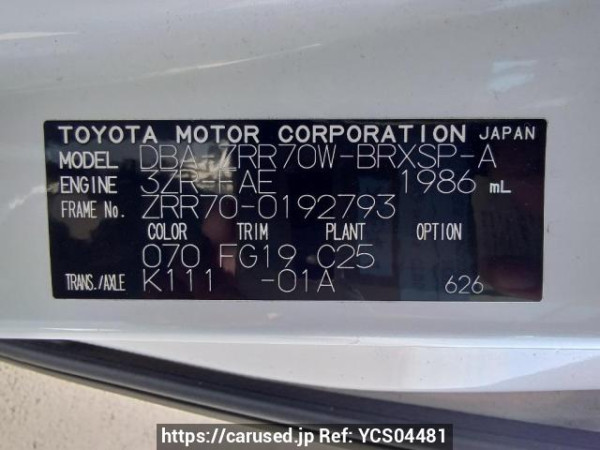 TOYOTA MOTOR CORPORATION JAPAN
MODEL DBA-ZRR70W-BRXSP-A
ENGINE 3ZR-FAE 1986 mL
FRAME No. ZRR70-0192793
COLOR TRIM PLANT OPTION
070 FG19 C25
TRANS./AXLE K111 -01A 626
https://carused.jp Ref: YCS04481